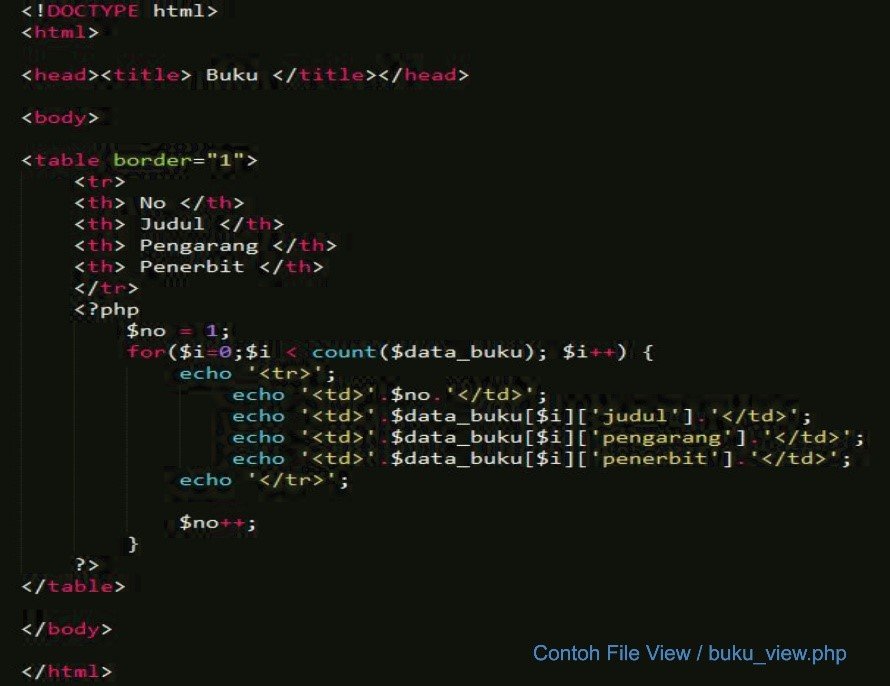 <!DOCTYPE html>
<html>
<head><title> Buku </title></head>
<body>
<table border="1">
<tr>
<th> No </th>
<th> Judul </th>
<th> Pengarang </th>
<th> Penerbit </th>
</tr>
<?php
$no = 1;
for($i=0;$i < count($data_buku); $i++) {
echo '<tr>';
echo '<td>'.$no.'</td>';
echo '<td>'.$data_buku[$i]['judul'].'</td>';
echo '<td>'.$data_buku[$i]['pengarang'].'</td>';
echo '<td>'.$data_buku[$i]['penerbit'].'</td>';
echo '</tr>';
$no++;
}
?>
</table>
</body>
Contoh File View / buku_view.php
</html>